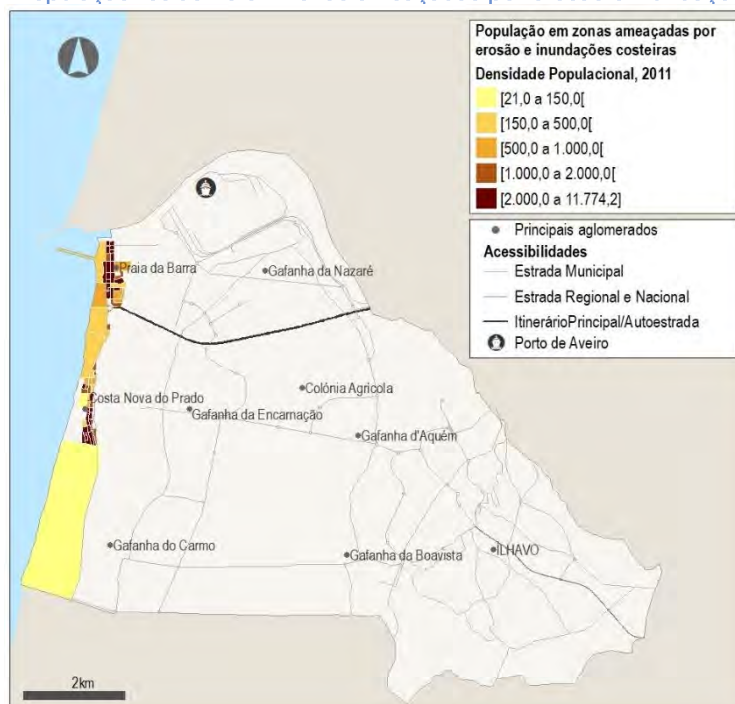 População em zonas ameaçadas por
erosão e inundações costeiras
Densidade Populacional, 2011
[21,0 a 150,0[
[150,0 a 500,0[
[500,0 a 1.000,0[
[1.000,0 a 2.000,0[
[2.000,0 a 11.774,2]
Principais aglomerados
Acessibilidades
Estrada Municipal
Estrada Regional e Nacional
ItinerárioPrincipal/Autoestrada
Porto de Aveiro
Praia da Barra
Gafanha da Nazaré
Colónia Agricola
Costa Nova do Prado
Gafanha da Encarnação
Gafanha d'Aquém
Gafanha do Carmo
Gafanha da Boavista
ILHAVO
2km